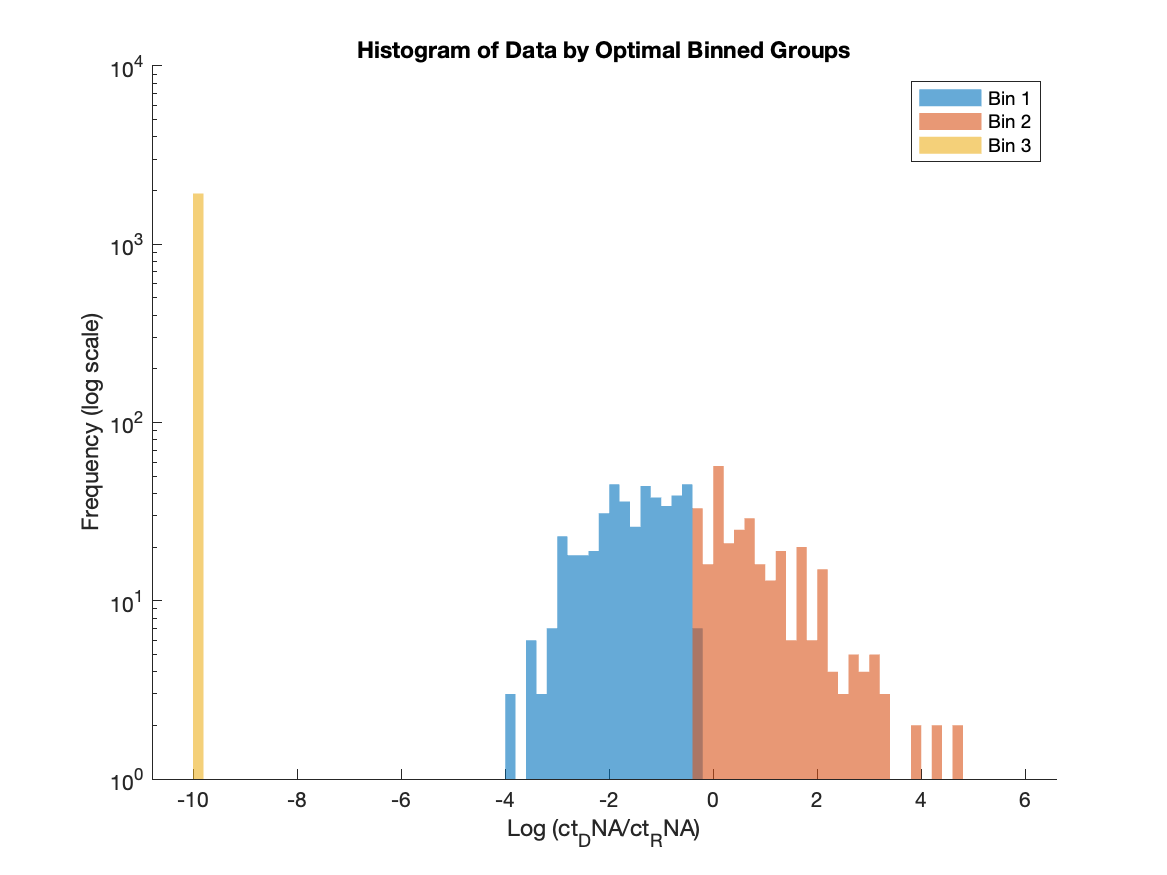 Histogram of Data by Optimal Binned Groups
10^4
10^3
10^2
10^1
10^0
Frequency (log scale)
Bin 1
Bin 2
Bin 3
-10 -8 -6 -4 -2 0 2 4 6
Log (ct_DNA/ct_RNA)